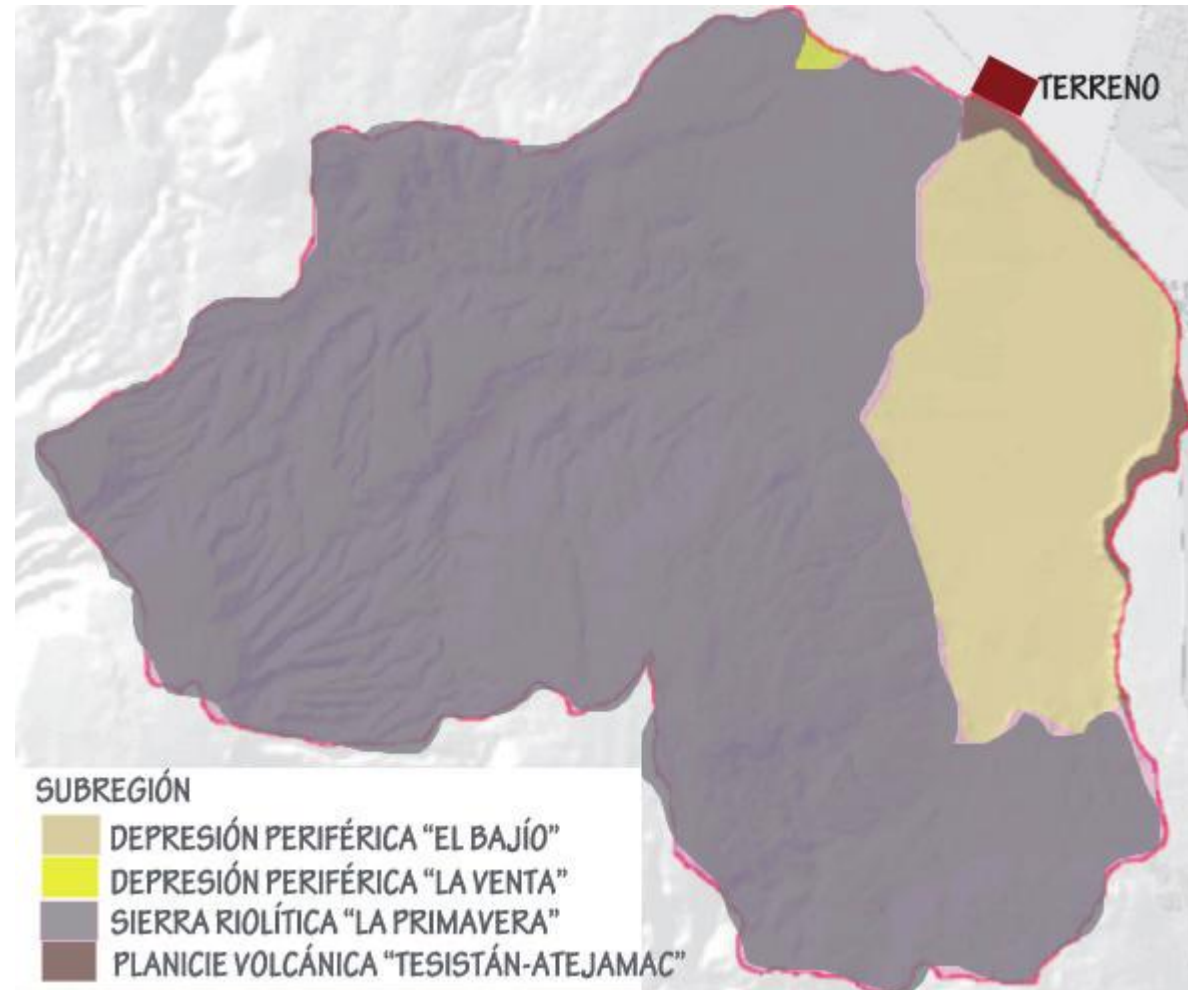 TERRENO
SUBREGIÓN
DEPRESIÓN PERIFÉRICA “EL BAJÍO”
DEPRESIÓN PERIFÉRICA “LA VENTA”
SIERRA RIOLÍTICA “LA PRIMAVERA”
PLANICIE VOLCÁNICA “TESISTÁN-ATEJAMAC”